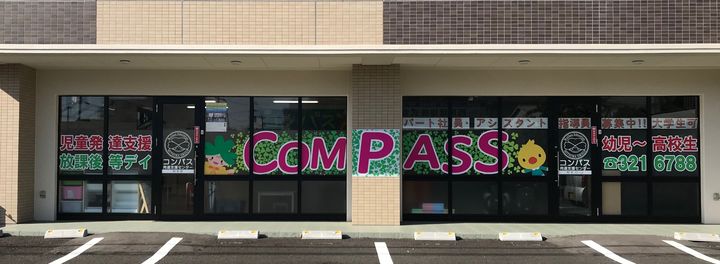 児童発達支援
放課後等デイ
コンパス
COMPASS
パート社員・アシスタント 指導員 募集中!! 大学生可
コンパス
幼児～高校生
☎321 6788